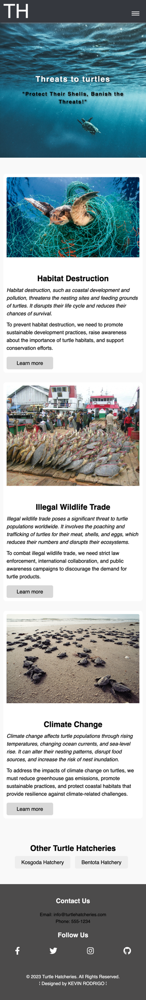 TH
Threats to turtles
"Protect Their Shells, Banish the
Threats!"
Habitat Destruction
Habitat destruction, such as coastal development and
pollution, threatens the nesting sites and feeding grounds
of turtles. It disrupts their life cycle and reduces their
chances of survival.
To prevent habitat destruction, we need to promote
sustainable development practices, raise awareness
about the importance of turtle habitats, and support
conservation efforts.
Learn more
Illegal Wildlife Trade
Illegal wildlife trade poses a significant threat to turtle
populations worldwide. It involves the poaching and
trafficking of turtles for their meat, shells, and eggs, which
reduces their numbers and disrupts their ecosystems.
To combat illegal wildlife trade, we need strict law
enforcement, international collaboration, and public
awareness campaigns to discourage the demand for
turtle products.
Learn more
Climate Change
Climate change affects turtle populations through rising
temperatures, changing ocean currents, and sea-level
rise. It can alter their nesting patterns, disrupt food
sources, and increase the risk of nest inundation.
To address the impacts of climate change on turtles, we
must reduce greenhouse gas emissions, promote
sustainable practices, and protect coastal habitats that
provide resilience against climate-related challenges.
Learn more
Other Turtle Hatcheries
Kosgoda Hatchery Bentota Hatchery
Contact Us
Email: info@turtlehatcheries.com
Phone: 555-1234
Follow Us
© 2023 Turtle Hatcheries. All Rights Reserved.
¦ Designed by KEVIN RODRIGO ¦